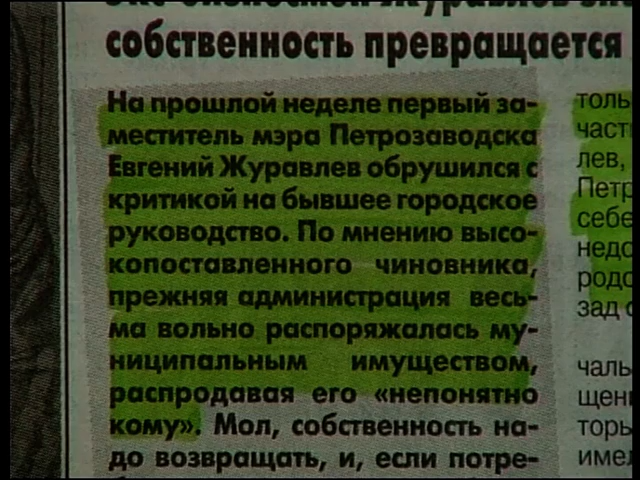 собственность превращается
На прошлой неделе первый за-
меститель мэра Петрозаводска
Евгений Журавлев обрушился с
критикой на бывшее городское
руководство. По мнению высо-
копоставленного чиновника,
прежняя администрация весь-
ма вольно распоряжалась му-
ниципальным имуществом,
распродавая его «непонятно
кому». Мол, собственность на-
до возвращать, и, если потре-
толь
част
лев,
Петр
себе
недо
родс
зад с
чаль
щен
торь
имел